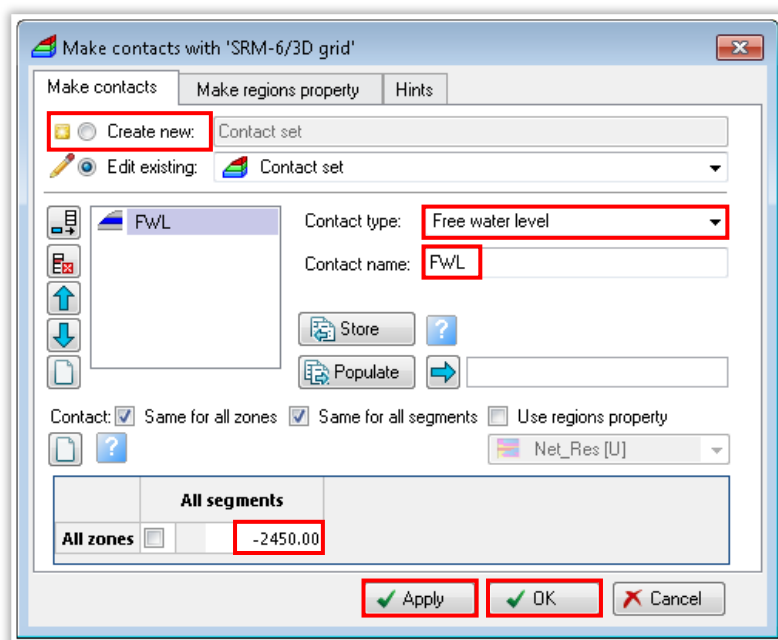 Make contacts with 'SRM-6/3D grid'
Make contacts Make regions property Hints
Create new: Contact set
Edit existing: Contact set
FWL Contact type: Free water level
Contact name: FWL
Store ?
Populate
Contact: Same for all zones Same for all segments Use regions property
? Net_Res [U]
All segments
All zones -2450.00
Apply OK Cancel